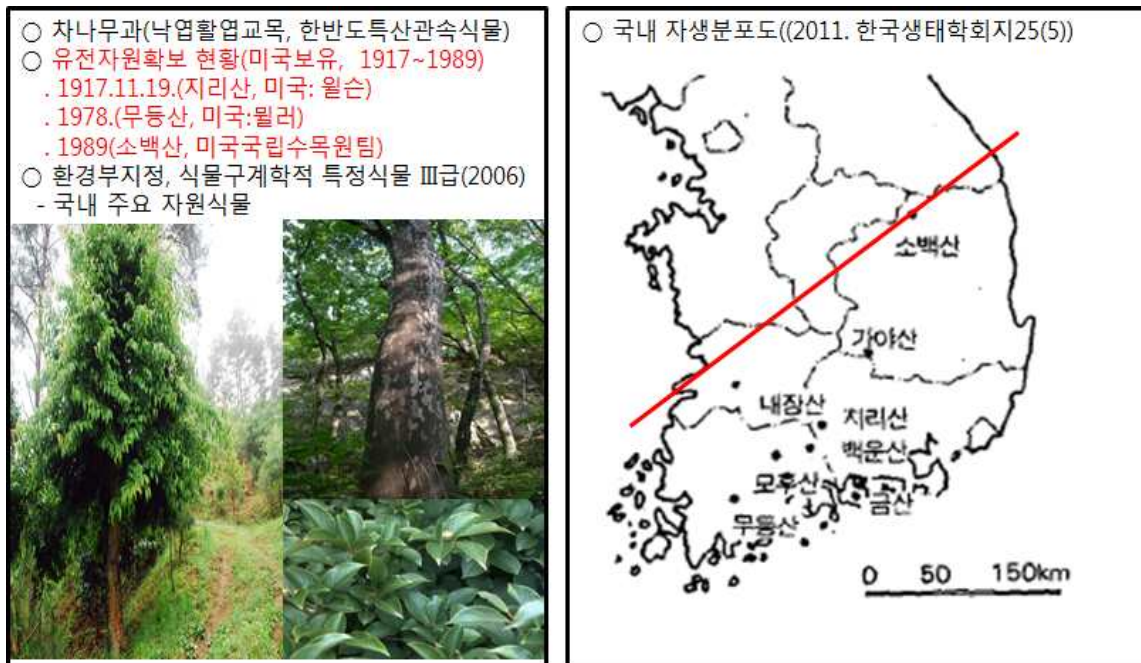 ○ 차나무과(낙엽활엽교목, 한반도특산관속식물)
○ 유전자원확보 현황(미국보유, 1917~1989)
. 1917.11.19.(지리산, 미국: 윌슨)
. 1978.(무등산, 미국:뮐러)
. 1989(소백산, 미국국립수목원팀)
○ 환경부지정, 식물구계학적 특정식물 Ⅲ급(2006)
- 국내 주요 자원식물
○ 국내 자생분포도((2011. 한국생태학회지25(5))
소백산
가야산
내장산
지리산
백운산
모후산
금산
무등산
0 50 150km